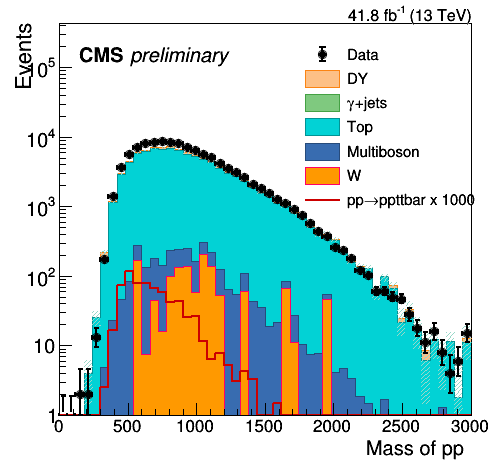 41.8 fb⁻¹ (13 TeV)
Events
CMS preliminary
Data
DY
γ+jets
Top
Multiboson
W
pp→ppttbar x 1000
10⁵
10⁴
10³
10²
10
1
0 500 1000 1500 2000 2500 3000
Mass of pp